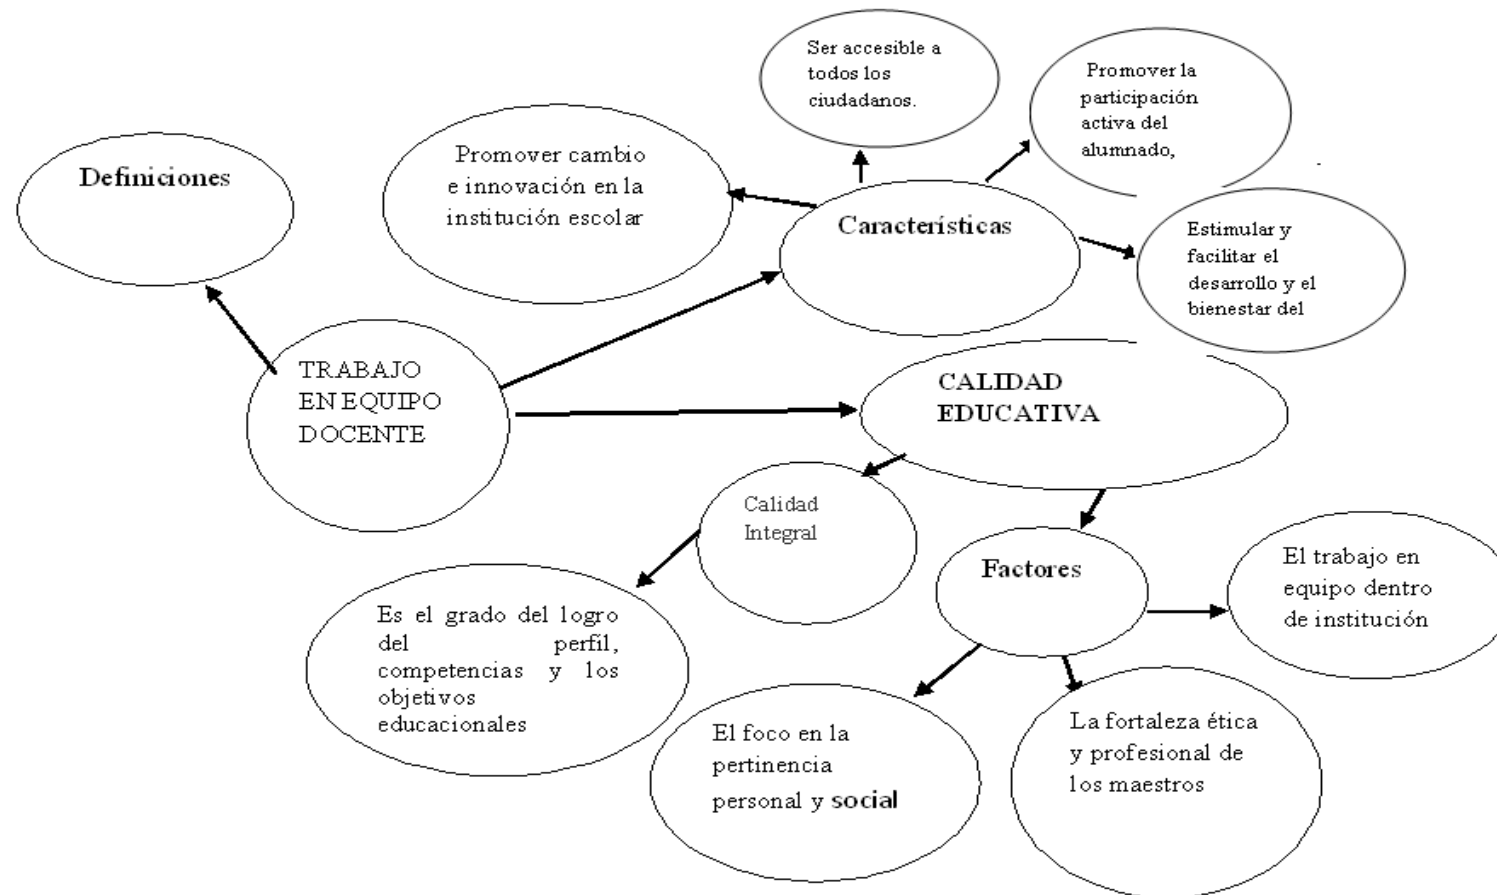 Ser accesible a
todos los
ciudadanos.
Promover la
participación
activa del
alumnado,
Promover cambio
e innovación en la
institución escolar
Definiciones
Característicías
Estimular y
facilitar el
desarrollo y el
bienestar del
TRABAJO
EN EQUIPO
DOCENTE
CALIDAD
EDUCATIVA
Calidad
Integral
Factores
El trabajo en
equipo dentro
de institución
Es el grado del logro
del perfíl,
competencias y los
objetivos
educacionales
El foco en la
pertinencia
personal y social
La fortaleza ética
y profesional de
los maestros